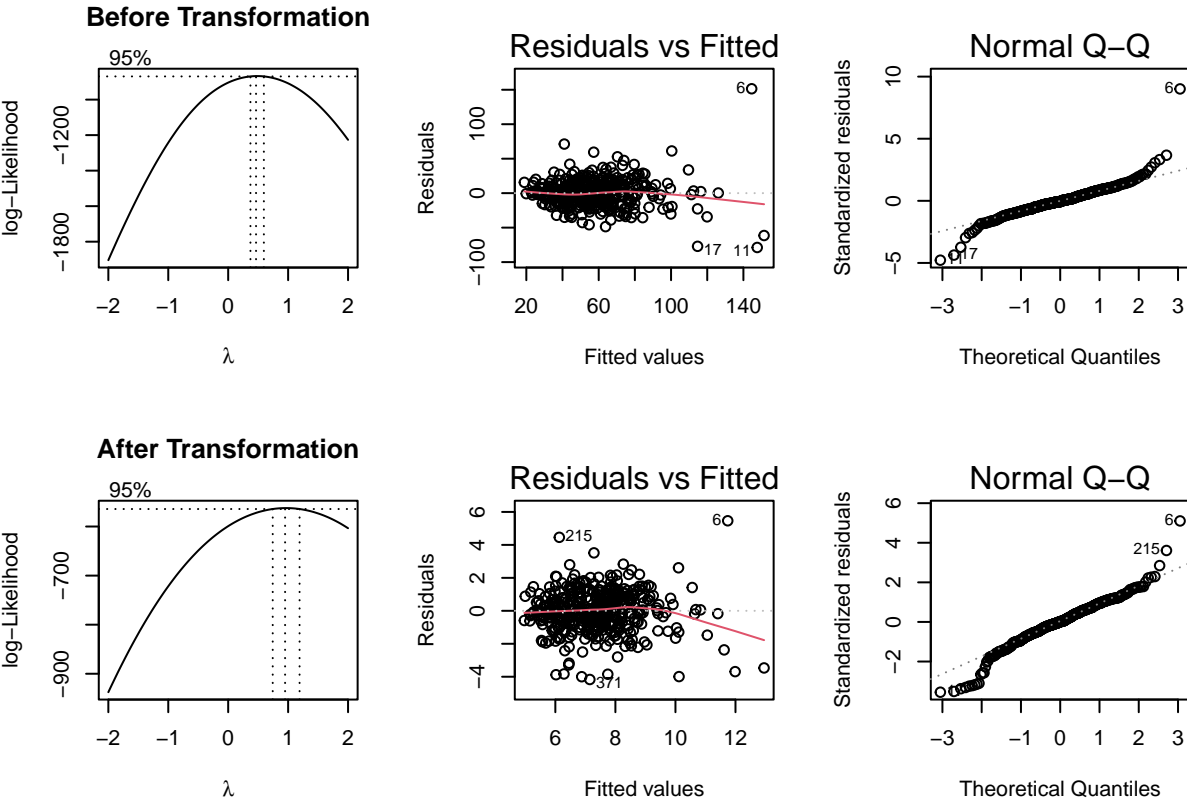 Before Transformation
95%
log−Likelihood
−1800 −1200
−2 −1 0 1 2
λ
Residuals vs Fitted
Residuals
−100 0 100
6
17 11
20 60 100 140
Fitted values
Normal Q−Q
Standardized residuals
−5 0 5 10
6
17
−3 −1 0 1 2 3
Theoretical Quantiles
After Transformation
95%
log−Likelihood
−900 −700
−2 −1 0 1 2
λ
Residuals vs Fitted
Residuals
−4 0 2 4 6
6
215
371
6 8 10 12
Fitted values
Normal Q−Q
Standardized residuals
−2 0 2 4 6
6
215
−3 −1 0 1 2 3
Theoretical Quantiles